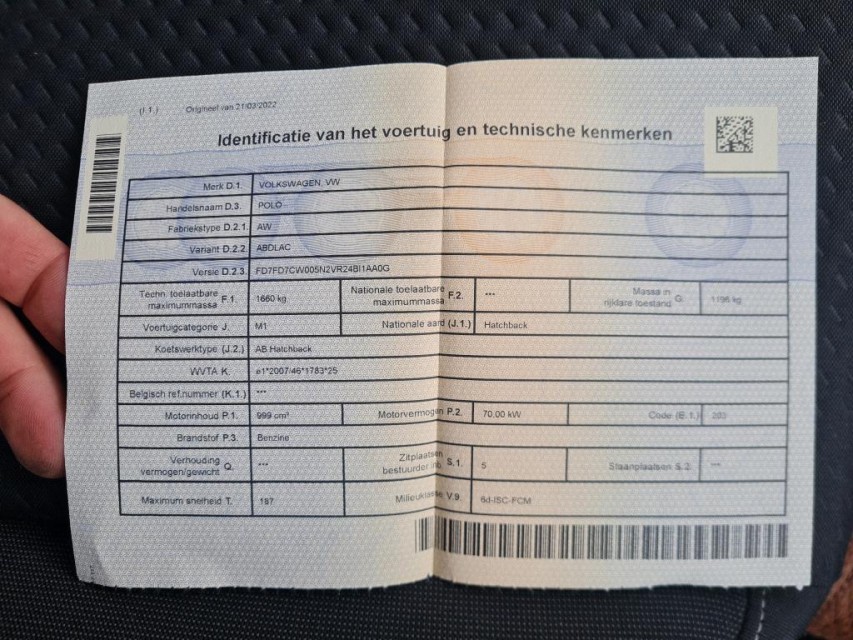 (I.1.) Origineel van 21/03/2022
Identificatie van het voertuig en technische kenmerken
Merk D.1. VOLKSWAGEN, VW
Handelsnaam D.3. POLO
Fabriekstype D.2.1. AW
Variant D.2.2. ABDLAC
Versie D.2.3. FD7FD7CW005N2VR24BI1AA0G
Techn. toelaatbare maximummassa F.1. 1660 kg Nationale toelaatbare maximummassa F.2. --- Massa in rijklare toestand G. 1195 kg
Voertuigcategorie J. M1 Nationale aard (J.1.) Hatchback
Koetswerktype (J.2.) AB Hatchback
WVTA K. e1*2007/46*1783*25
Belgisch ref.nummer (K.1.) ---
Motorinhoud P.1. 999 cm³ Motorvermogen P.2. 70.00 kW Code (E.1.) 203
Brandstof P.3. Benzine
Verhouding vermogen/gewicht Q. --- Zitplaatsen bestuurder inb. S.1. 5 Staanplaatsen S.2. ---
Maximum snelheid T. 187 Milieuklasse V.9. 6d-ISC-FCM